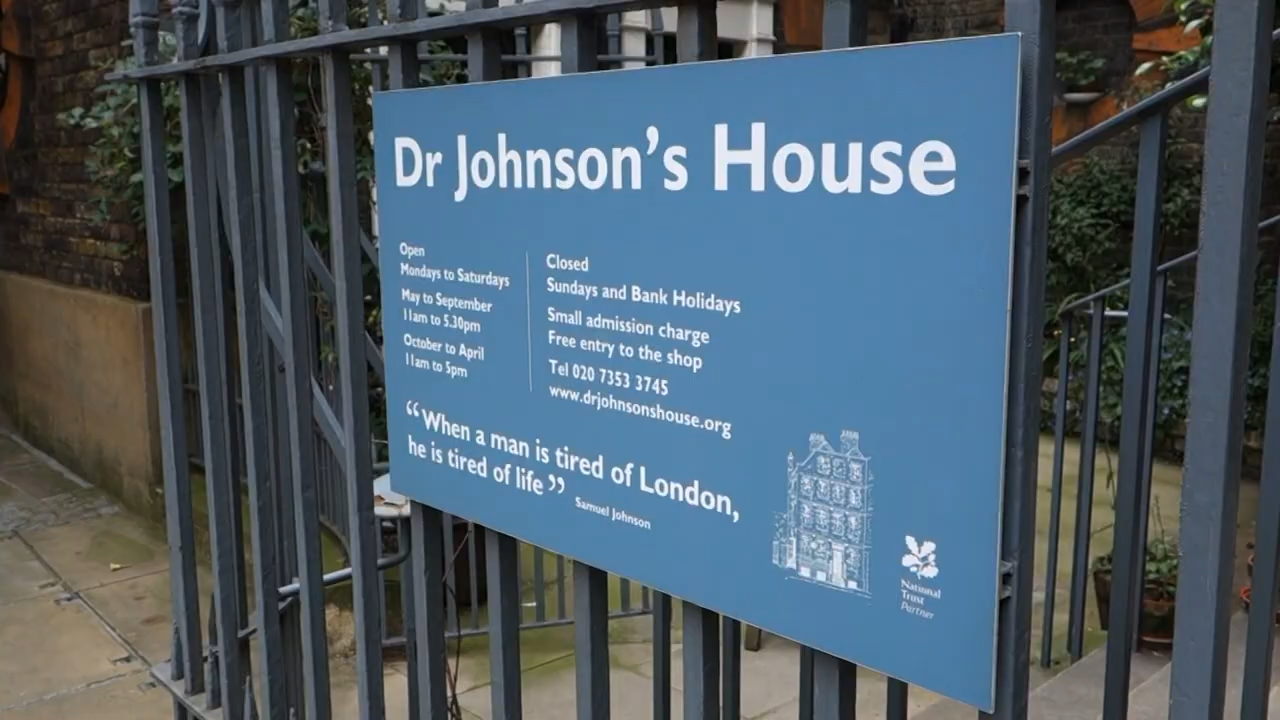 Dr Johnson's House
Open
Mondays to Saturdays
May to September
11am to 5.30pm
October to April
11am to 5pm
Closed
Sundays and Bank Holidays
Small admission charge
Free entry to the shop
Tel 020 7353 3745
www.drjohnsonshouse.org
“When a man is tired of London,
he is tired of life”
Samuel Johnson
National
Trust
Partner